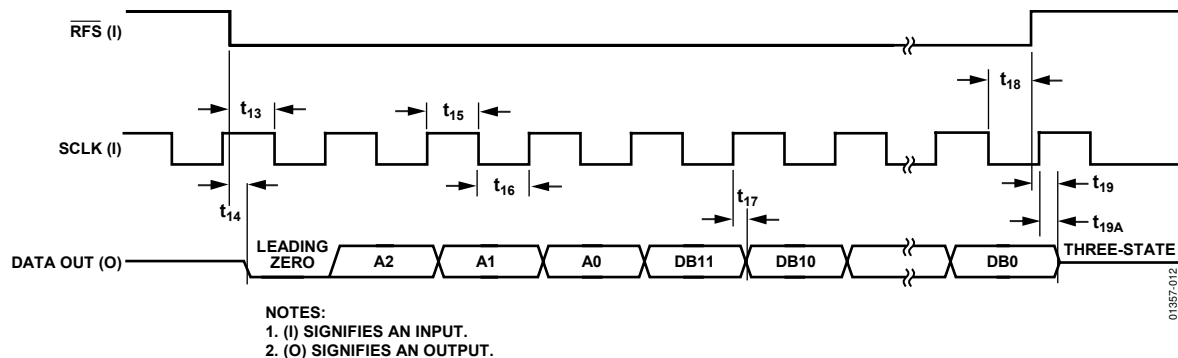 RFS (I)
t18
t13
t15
SCLK (I)
t16
t17
t19
t14
t19A
DATA OUT (O)
LEADING
ZERO
A2
A1
A0
DB11
DB10
DB0
THREE-STATE
NOTES:
1. (I) SIGNIFIES AN INPUT.
2. (O) SIGNIFIES AN OUTPUT.
01357-012